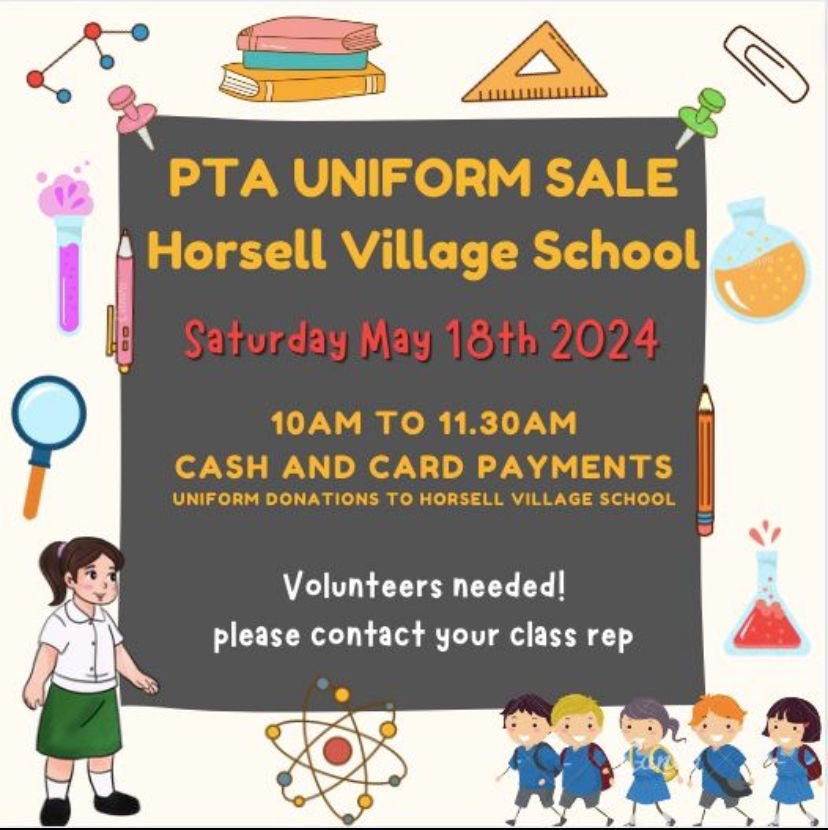 PTA UNIFORM SALE
Horsell Village School
Saturday May 18th 2024
10AM TO 11.30AM
CASH AND CARD PAYMENTS
UNIFORM DONATIONS TO HORSELL VILLAGE SCHOOL
Volunteers needed!
please contact your class rep